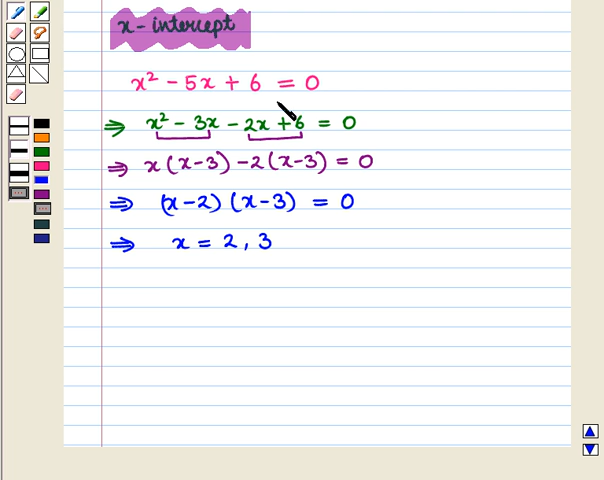 x - intercept
x² - 5x + 6 = 0
⇒ x² - 3x - 2x + 6 = 0
⇒ x (x-3) -2 (x-3) = 0
⇒ (x-2) (x-3) = 0
⇒ x = 2, 3